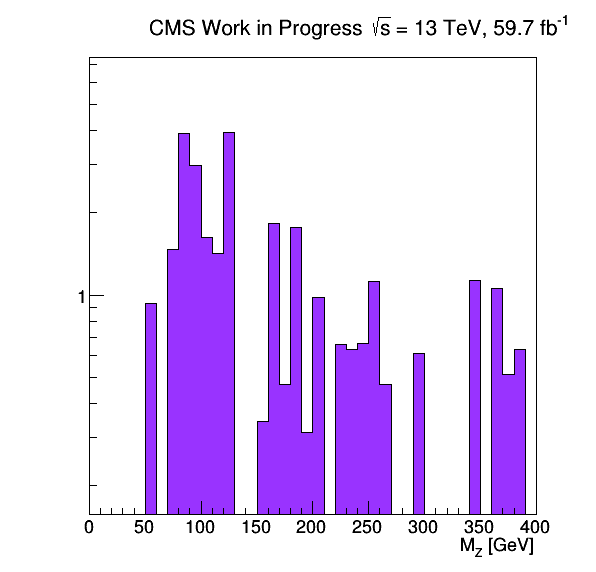 CMS Work in Progress √s = 13 TeV, 59.7 fb⁻¹
1
0 50 100 150 200 250 300 350 400
M_Z [GeV]